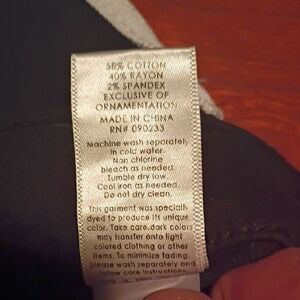 58% COTTON
40% RAYON
2% SPANDEX
EXCLUSIVE OF
ORNAMENTATION
MADE IN CHINA
RN# 090233
Machine wash separately
in cold water.
Non chlorine
bleach as needed.
Tumble dry low.
Cool iron as needed.
Do not dry clean.
This garment was specially
dyed to produce its unique
color. Take care, dark colors
may transfer onto light
colored clothing or other
items. To minimize fading,
please wash separately and
follow care instructions.